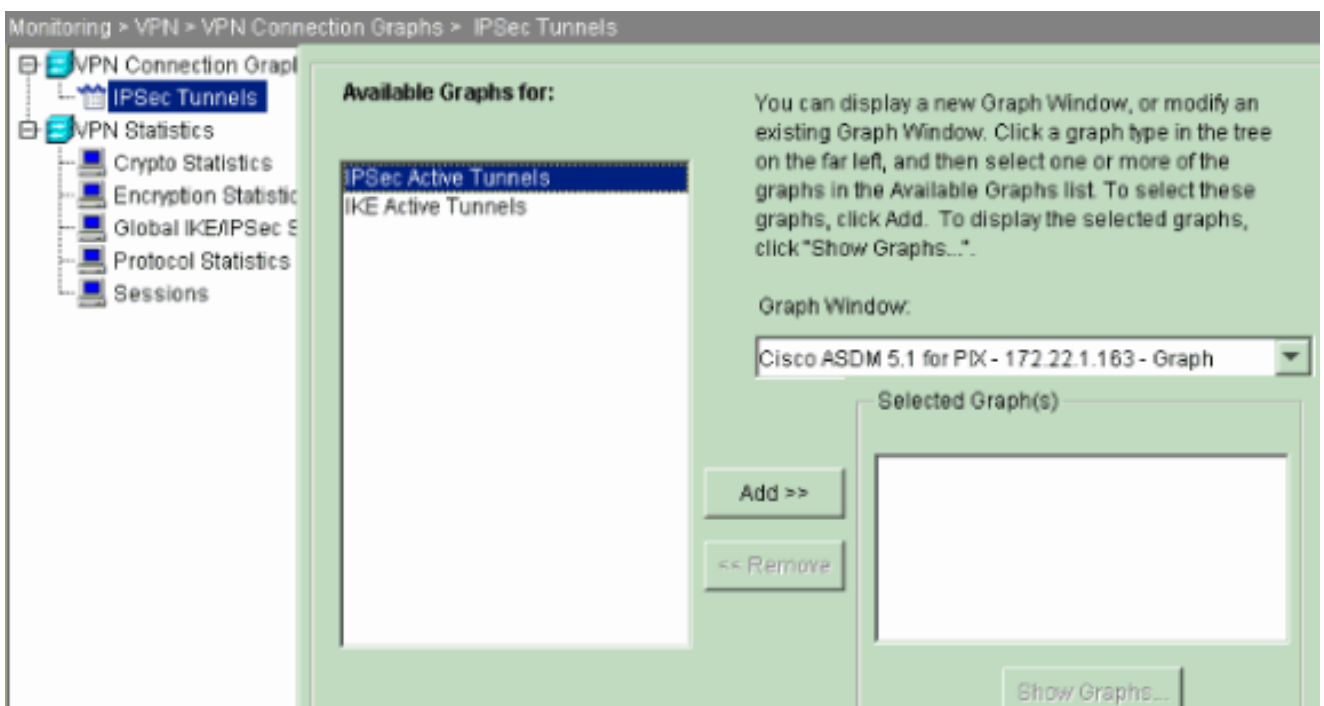 Monitoring > VPN > VPN Connection Graphs > IPSec Tunnels
VPN Connection Grapl
IPSec Tunnels
VPN Statistics
Crypto Statistics
Encryption Statistic
Global IKE/IPSec S
Protocol Statistics
Sessions
Available Graphs for:
IPSec Active Tunnels
IKE Active Tunnels
You can display a new Graph Window, or modify an
existing Graph Window. Click a graph type in the tree
on the far left, and then select one or more of the
graphs in the Available Graphs list. To select these
graphs, click Add. To display the selected graphs,
click "Show Graphs...".
Graph Window:
Cisco ASDM 5.1 for PIX - 172.22.1.163 - Graph
Add >>
<< Remove
Selected Graph(s)
Show Graphs...